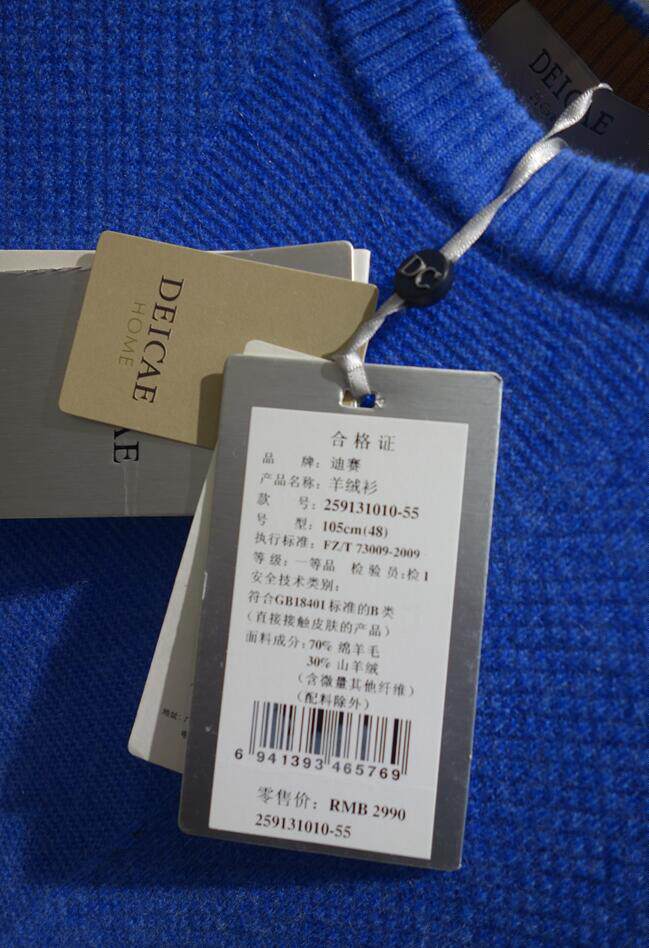 DEICAE
DC
DEICAE
HOME
AE
合格证
品 牌：迪赛
产品名称：羊绒衫
款 号：259131010-55
号 型：105cm(48)
执行标准：FZ/T 73009-2009
等 级：一等品 检 验 员:检1
安全技术类别：
符合GB18401标准的B类
（直接接触皮肤的产品）
面料成分：70% 绵羊毛
30% 山羊绒
（含微量其他纤维）
（配料除外）
6 941393 465769
零售价：RMB 2990
259131010-55
地址：广